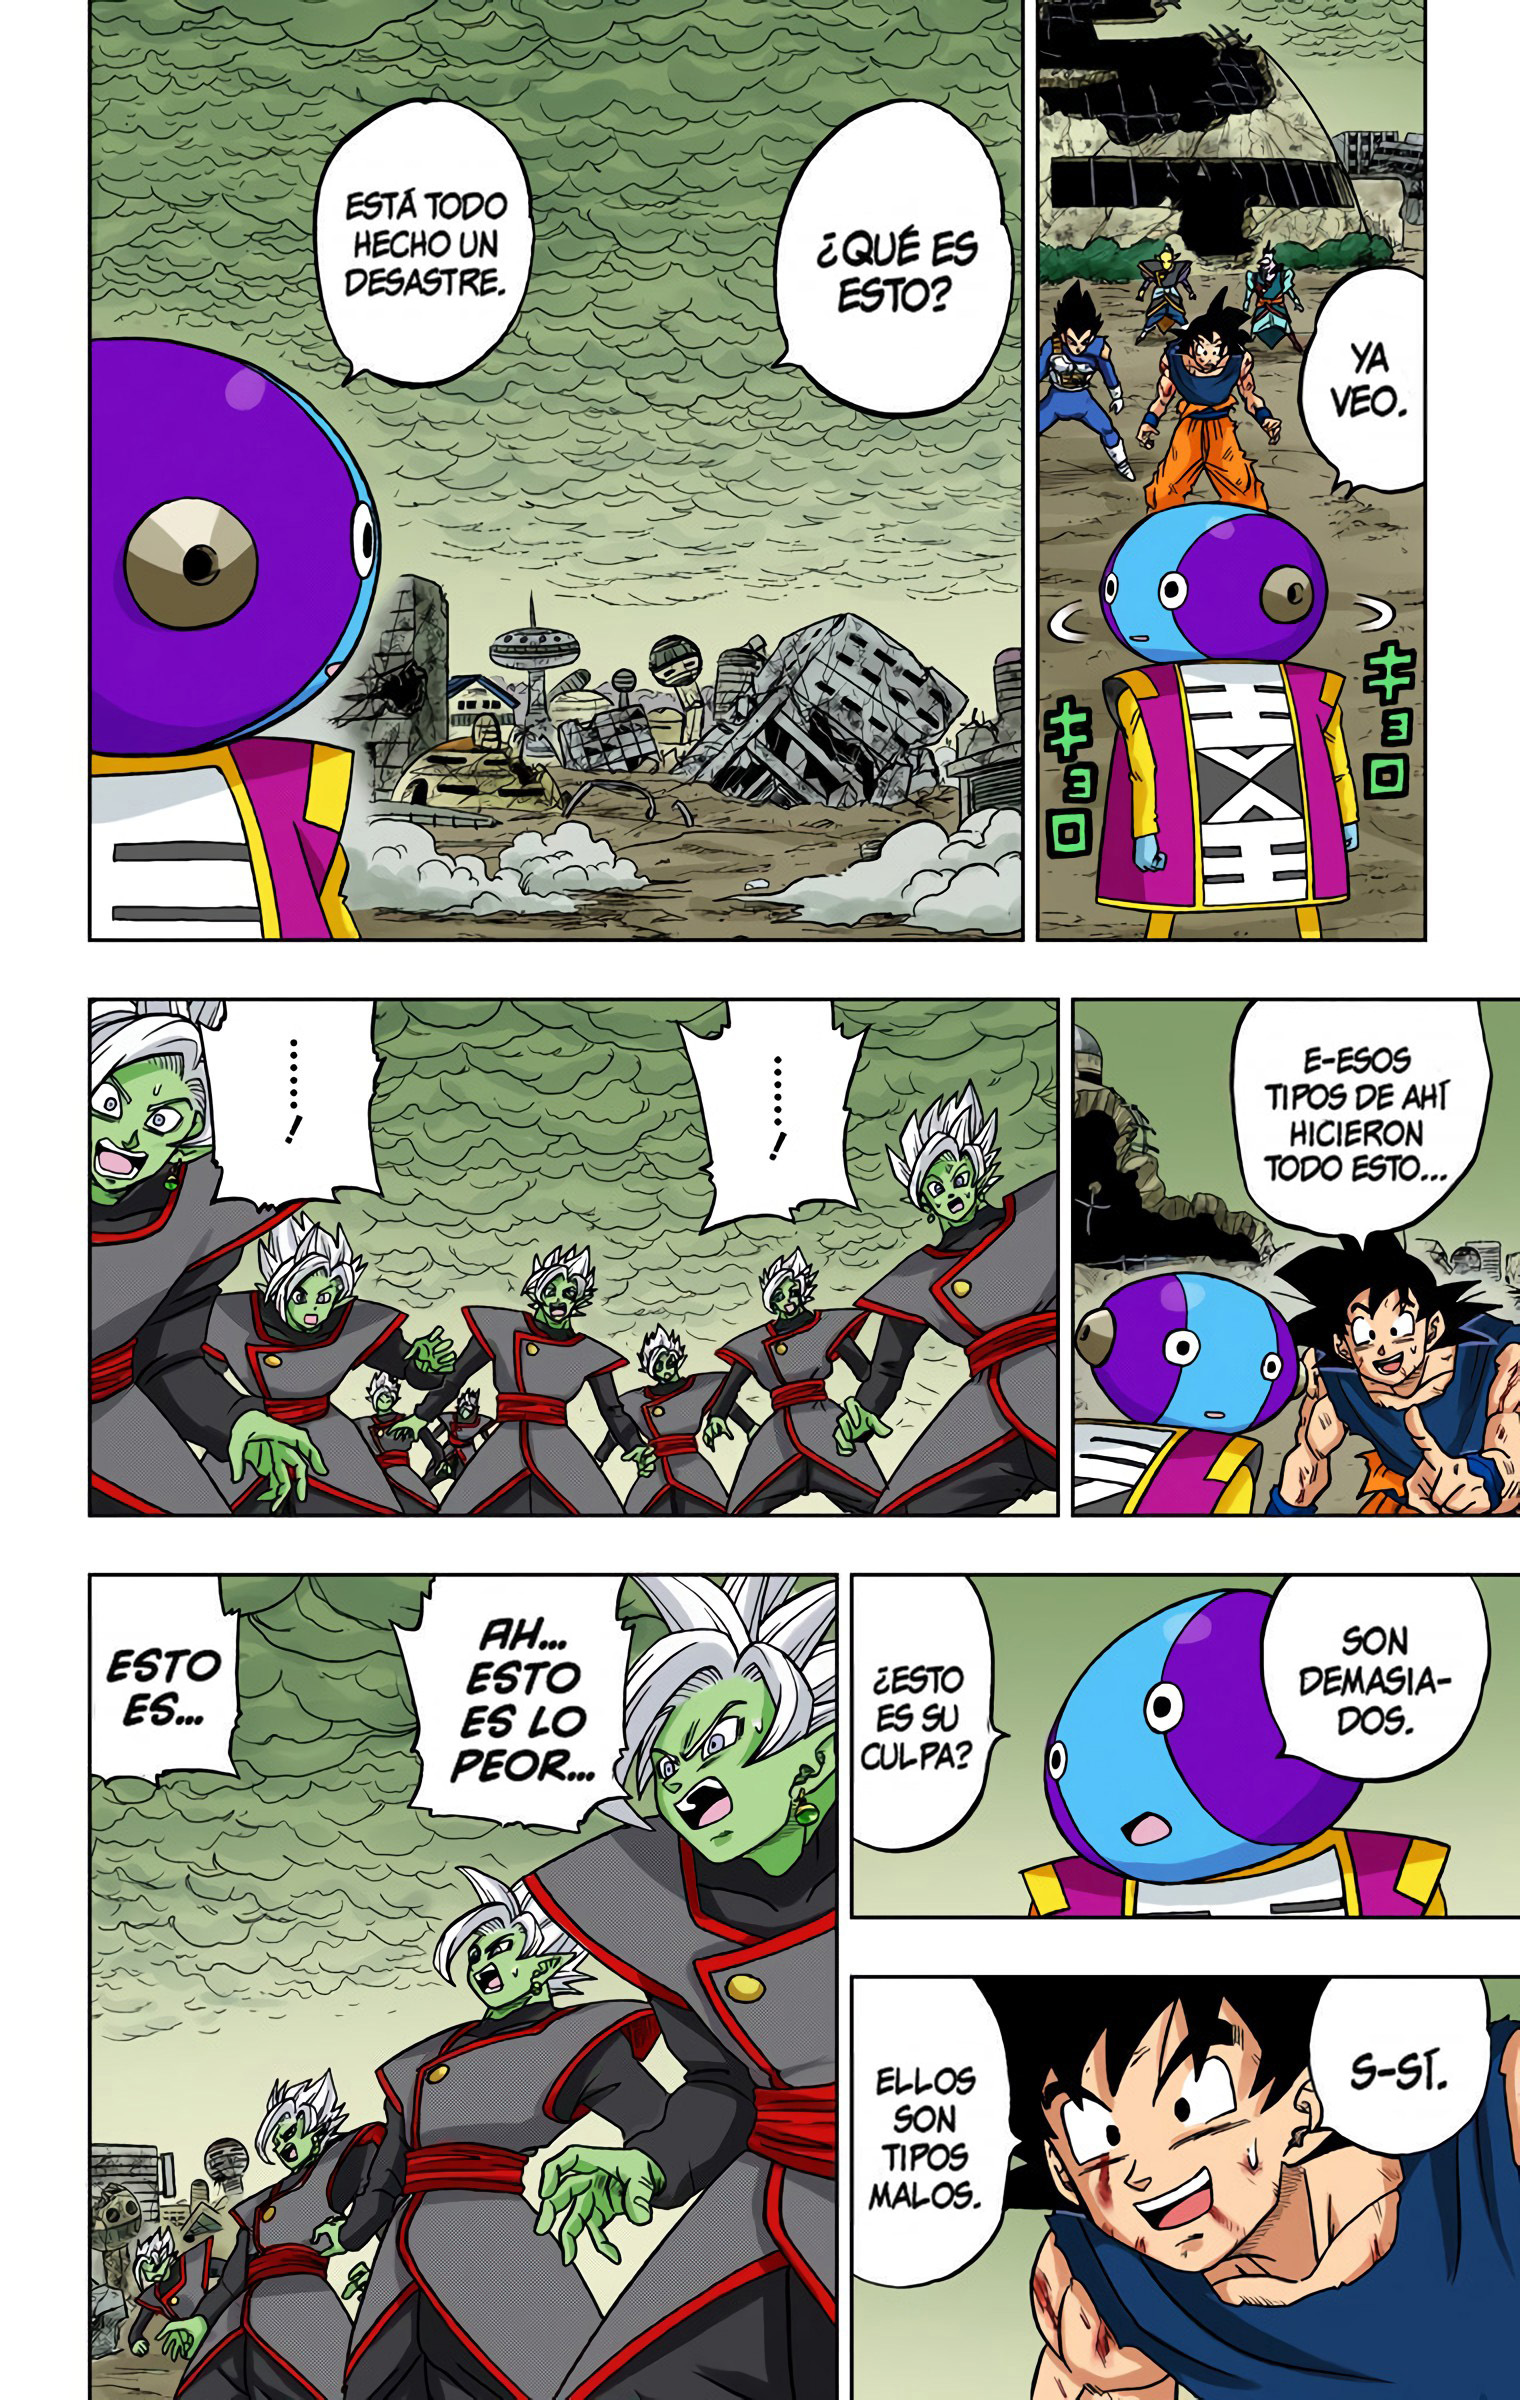 YA
VEO.
キョロ
キョロ
¿QUÉ ES
ESTO?
ESTÁ TODO
HECHO UN
DESASTRE.
E-ESOS
TIPOS DE AHÍ
HICIERON
TODO ESTO...
......!
......!
SON
DEMASIA-
DOS.
¿ESTO
ES SU
CULPA?
S-SÍ.
ELLOS
SON
TIPOS
MALOS.
AH...
ESTO
ES LO
PEOR...
ESTO
ES...